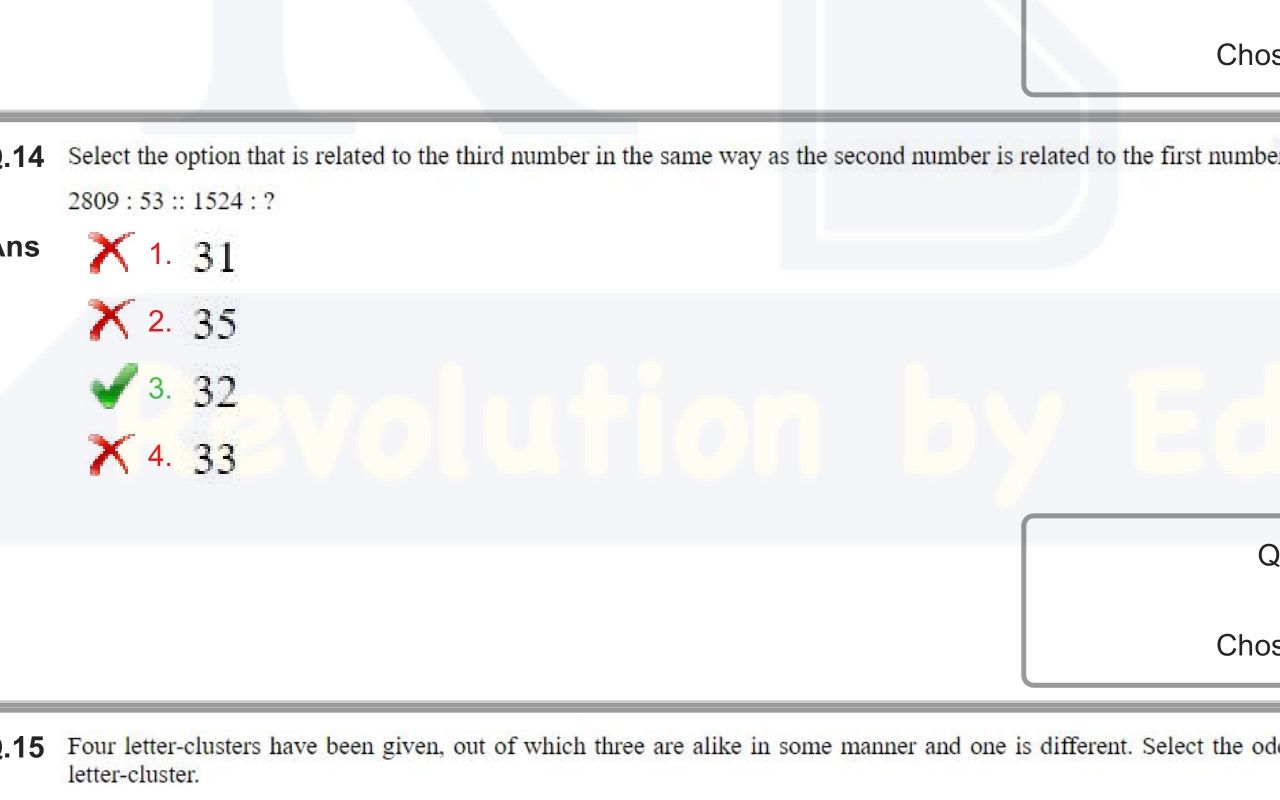 Chos
Q.14 Select the option that is related to the third number in the same way as the second number is related to the first number
2809 : 53 :: 1524 : ?
Ans 1. 31
2. 35
3. 32
4. 33
Revolution by Ed
Q
Chos
Q.15 Four letter-clusters have been given, out of which three are alike in some manner and one is different. Select the odd
letter-cluster.